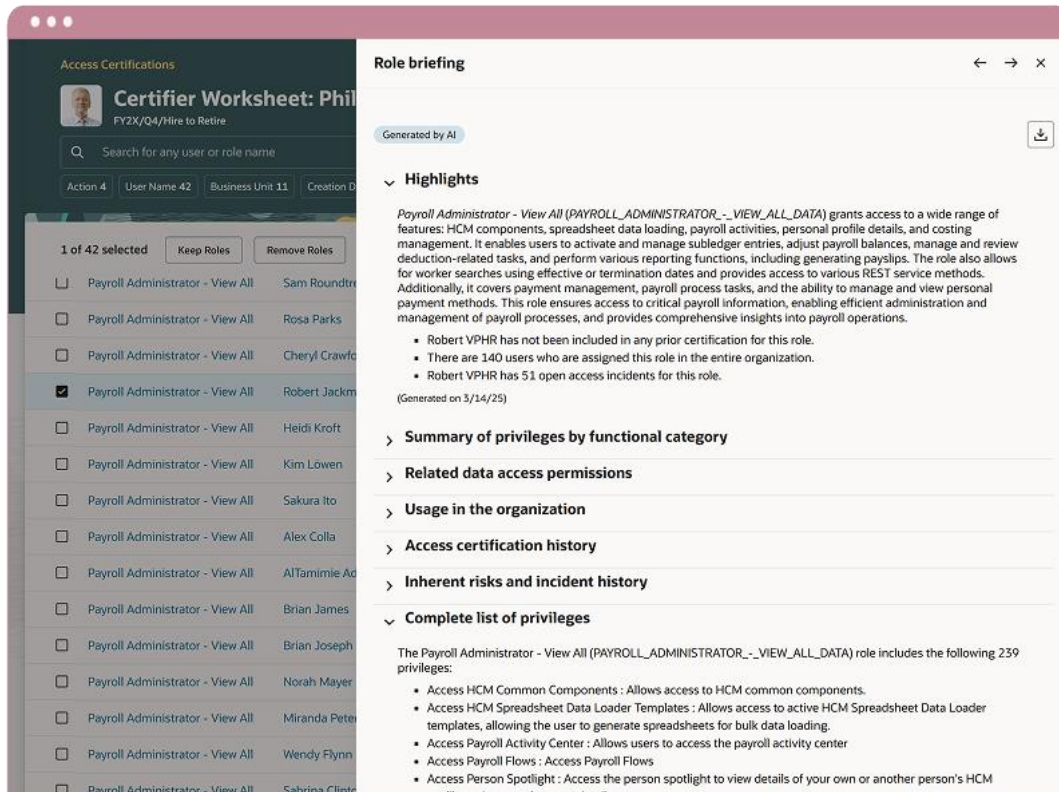 Access Certifications
Certifier Worksheet: Phil
FY2X/Q4/Hire to Retire
Search for any user or role name
Action 4 User Name 42 Business Unit 11 Creation D
1 of 42 selected Keep Roles Remove Roles
Payroll Administrator - View All Sam Roundtre
Payroll Administrator - View All Rosa Parks
Payroll Administrator - View All Cheryl Crawfo
Payroll Administrator - View All Robert Jackm
Payroll Administrator - View All Heidi Kroft
Payroll Administrator - View All Kim Löwen
Payroll Administrator - View All Sakura Ito
Payroll Administrator - View All Alex Colla
Payroll Administrator - View All AlTamimie Ad
Payroll Administrator - View All Brian James
Payroll Administrator - View All Brian Joseph
Payroll Administrator - View All Norah Mayer
Payroll Administrator - View All Miranda Pete
Payroll Administrator - View All Wendy Flynn
Payroll Administrator - View All Sabrina Clinto
Role briefing
Generated by AI
Highlights
Payroll Administrator - View All (PAYROLL_ADMINISTRATOR_-_VIEW_ALL_DATA) grants access to a wide range of
features: HCM components, spreadsheet data loading, payroll activities, personal profile details, and costing
management. It enables users to activate and manage subledger entries, adjust payroll balances, manage and review
deduction-related tasks, and perform various reporting functions, including generating payslips. The role also allows
for worker searches using effective or termination dates and provides access to various REST service methods.
Additionally, it covers payment management, payroll process tasks, and the ability to manage and view personal
payment methods. This role ensures access to critical payroll information, enabling efficient administration and
management of payroll processes, and provides comprehensive insights into payroll operations.
• Robert VPHR has not been included in any prior certification for this role.
• There are 140 users who are assigned this role in the entire organization.
• Robert VPHR has 51 open access incidents for this role.
(Generated on 3/14/25)
Summary of privileges by functional category
Related data access permissions
Usage in the organization
Access certification history
Inherent risks and incident history
Complete list of privileges
The Payroll Administrator - View All (PAYROLL_ADMINISTRATOR_-_VIEW_ALL_DATA) role includes the following 239
privileges:
• Access HCM Common Components : Allows access to HCM common components.
• Access HCM Spreadsheet Data Loader Templates : Allows access to active HCM Spreadsheet Data Loader
templates, allowing the user to generate spreadsheets for bulk data loading.
• Access Payroll Activity Center : Allows users to access the payroll activity center
• Access Payroll Flows : Access Payroll Flows
• Access Person Spotlight : Access the person spotlight to view details of your own or another person's HCM